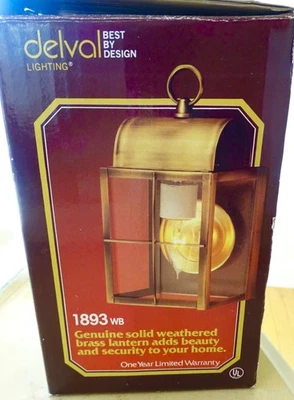 delval
BEST
BY
DESIGN
LIGHTING®
1893 WB
Genuine solid weathered
brass lantern adds beauty
and security to your home.
One Year Limited Warranty
UL